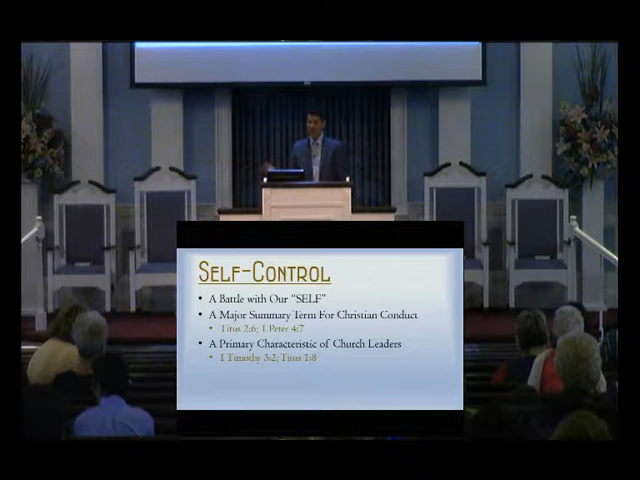 SELF-CONTROL
• A Battle with Our "SELF"
• A Major Summary Term For Christian Conduct
• Titus 2:6; 1 Peter 4:7
• A Primary Characteristic of Church Leaders
• 1 Timothy 3:2; Titus 1:8